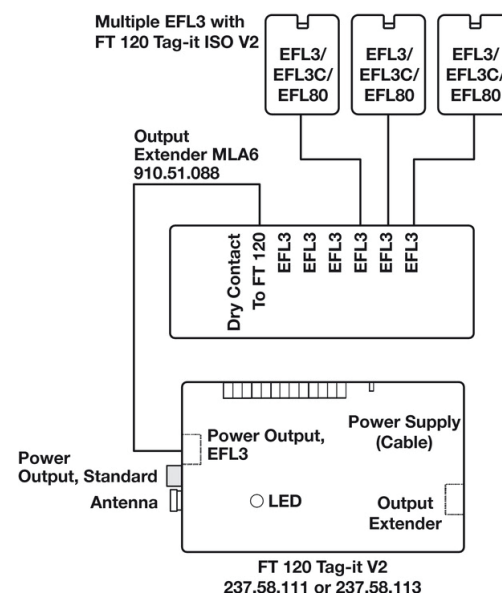 Multiple EFL3 with
FT 120 Tag-it ISO V2
EFL3/
EFL3C/
EFL80
EFL3/
EFL3C/
EFL80
EFL3/
EFL3C/
EFL80
Output
Extender MLA6
910.51.088
Dry Contact
To FT 120
EFL3
EFL3
EFL3
EFL3
EFL3
EFL3
Power Output,
EFL3
Power Supply
(Cable)
Power
Output, Standard
Antenna
LED
Output
Extender
FT 120 Tag-it V2
237.58.111 or 237.58.113